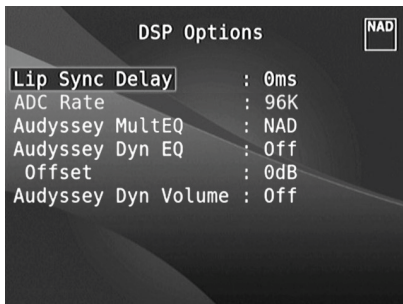 DSP Options
NAD
Lip Sync Delay : 0ms
ADC Rate : 96K
Audyssey MultEQ : NAD
Audyssey Dyn EQ : Off
Offset : 0dB
Audyssey Dyn Volume : Off